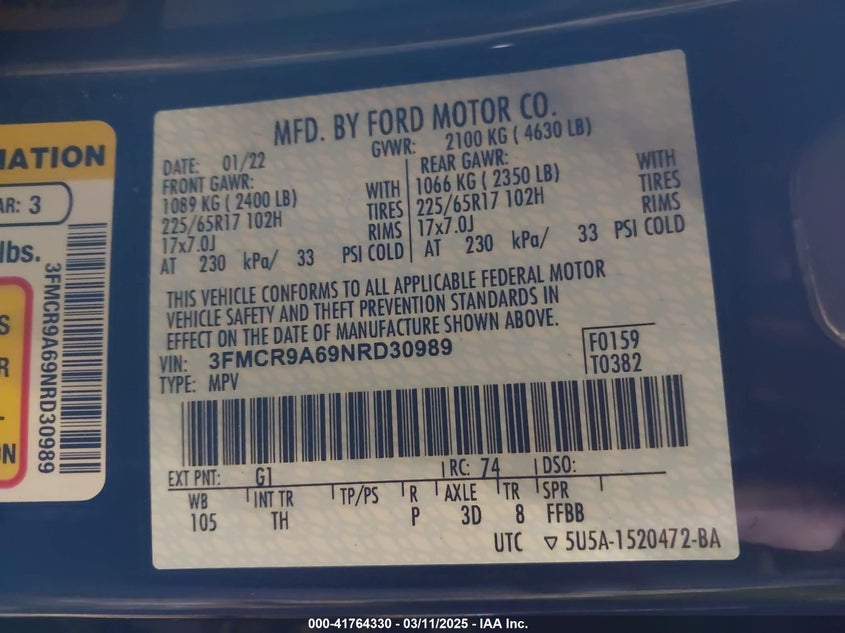 MATION
AR: 3
lbs.
3FMCR9A69NRD30989
S
R
L-
ON
MFD. BY FORD MOTOR CO.
DATE: 01/22 GVWR: 2100 KG ( 4630 LB)
FRONT GAWR: WITH REAR GAWR: WITH
1089 KG ( 2400 LB) TIRES 1066 KG ( 2350 LB) TIRES
225/65R17 102H RIMS 225/65R17 102H RIMS
17x7.0J 17x7.0J
AT 230 kPa/ 33 PSI COLD AT 230 kPa/ 33 PSI COLD
THIS VEHICLE CONFORMS TO ALL APPLICABLE FEDERAL MOTOR
VEHICLE SAFETY AND THEFT PREVENTION STANDARDS IN
EFFECT ON THE DATE OF MANUFACTURE SHOWN ABOVE.
VIN: 3FMCR9A69NRD30989 F0159
TYPE: MPV T0382
EXT PNT: G1 RC: 74 DSO:
WB INT TR TP/PS R AXLE TR SPR
105 TH P 3D 8 FFBB
UTC ▽ 5U5A-1520472-BA
000-41764330 - 03/11/2025 - IAA Inc.